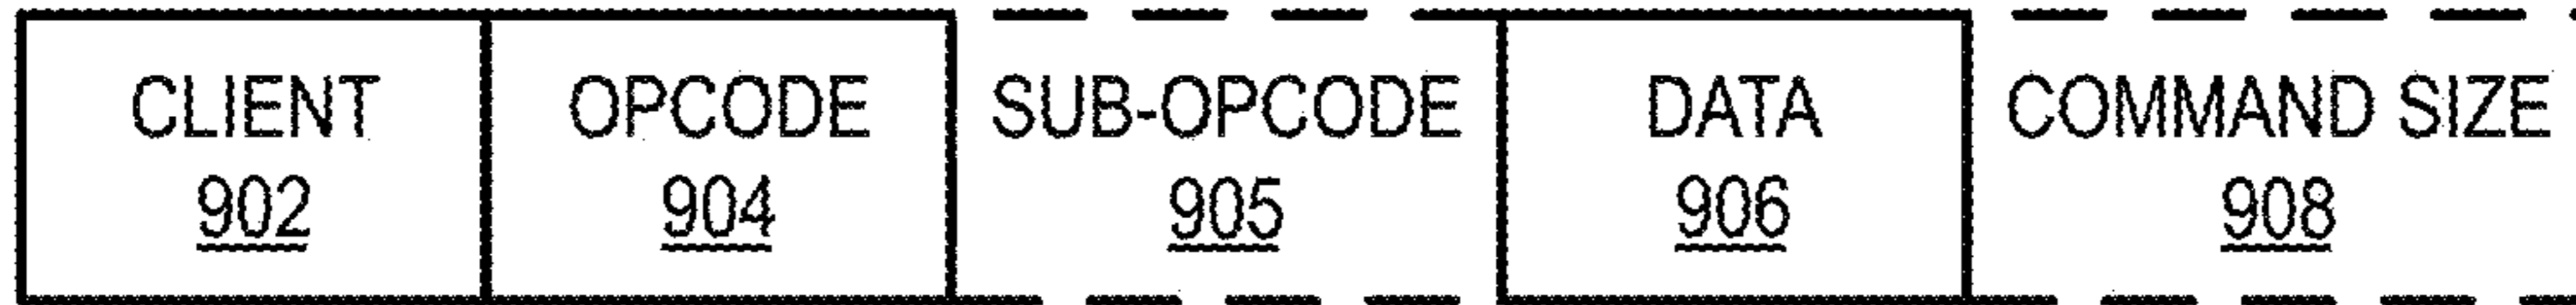 CLIENT OPCODE SUB-OPCODE DATA COMMAND SIZE
902 904 905 906 908